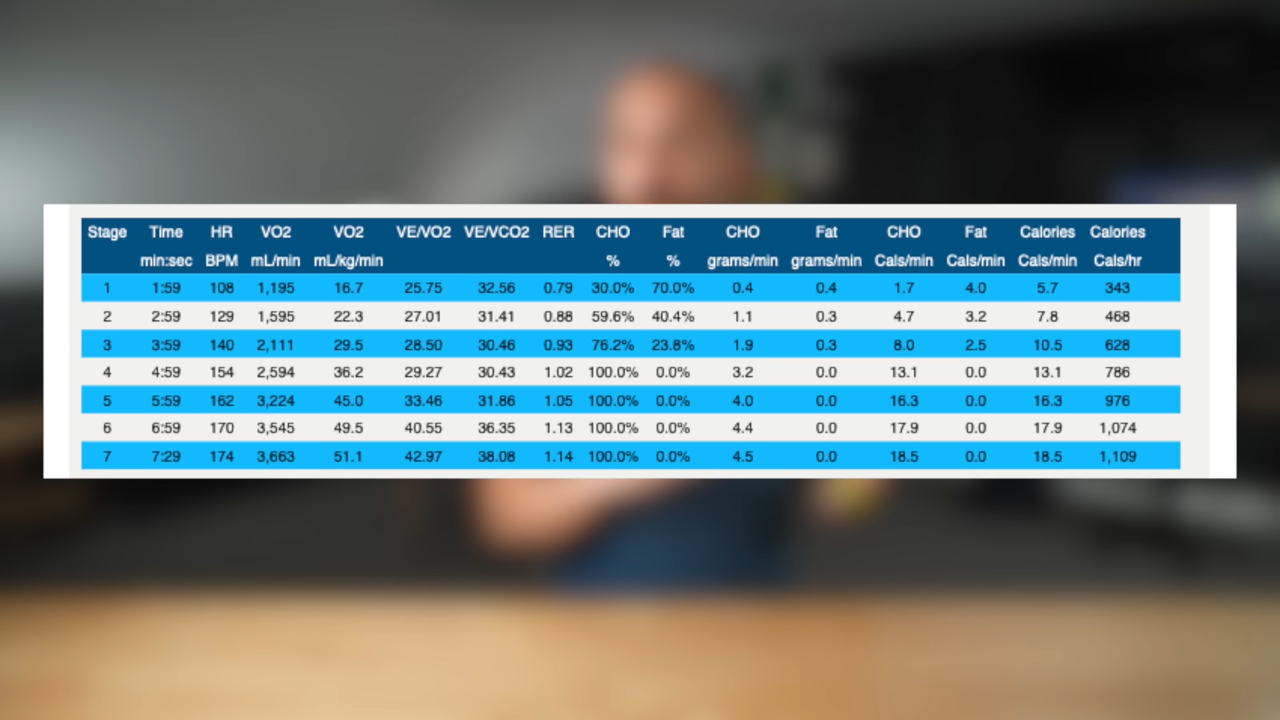 Stage Time HR VO2 VO2 VE/VO2 VE/VCO2 RER CHO Fat CHO Fat CHO Fat Calories Calories
min:sec BPM mL/min mL/kg/min % % grams/min grams/min Cals/min Cals/min Cals/min Cals/hr
1 1:59 108 1,195 16.7 25.75 32.56 0.79 30.0% 70.0% 0.4 0.4 1.7 4.0 5.7 343
2 2:59 129 1,595 22.3 27.01 31.41 0.88 59.6% 40.4% 1.1 0.3 4.7 3.2 7.8 468
3 3:59 140 2,111 29.5 28.50 30.46 0.93 76.2% 23.8% 1.9 0.3 8.0 2.5 10.5 628
4 4:59 154 2,594 36.2 29.27 30.43 1.02 100.0% 0.0% 3.2 0.0 13.1 0.0 13.1 786
5 5:59 162 3,224 45.0 33.46 31.86 1.05 100.0% 0.0% 4.0 0.0 16.3 0.0 16.3 976
6 6:59 170 3,545 49.5 40.55 36.35 1.13 100.0% 0.0% 4.4 0.0 17.9 0.0 17.9 1,074
7 7:29 174 3,663 51.1 42.97 38.08 1.14 100.0% 0.0% 4.5 0.0 18.5 0.0 18.5 1,109